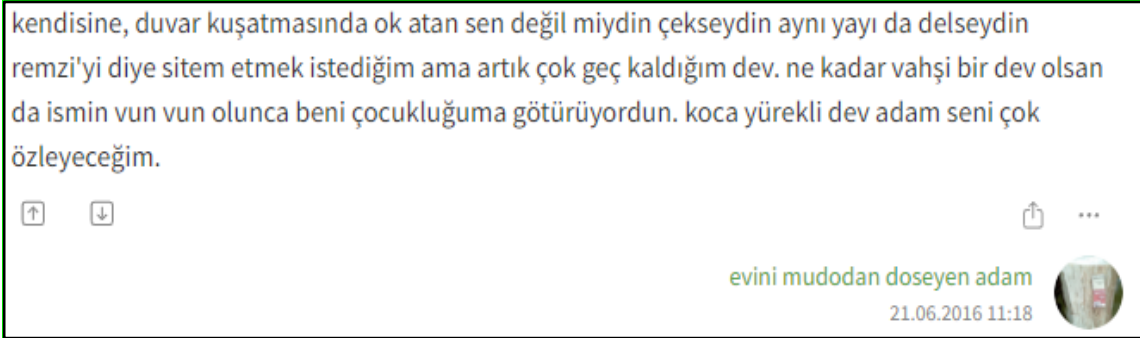 kendisine, duvar kuşatmasında ok atan sen değil miydin çekseydin aynı yayı da delseydin
remzi'yi diye sitem etmek istediğim ama artık çok geç kaldığım dev. ne kadar vahşi bir dev olsan
da ismin vun vun olunca beni çocukluğuma götürüyordun. koca yürekli dev adam seni çok
özleyeceğim.
evini mudodan doseyen adam
21.06.2016 11:18